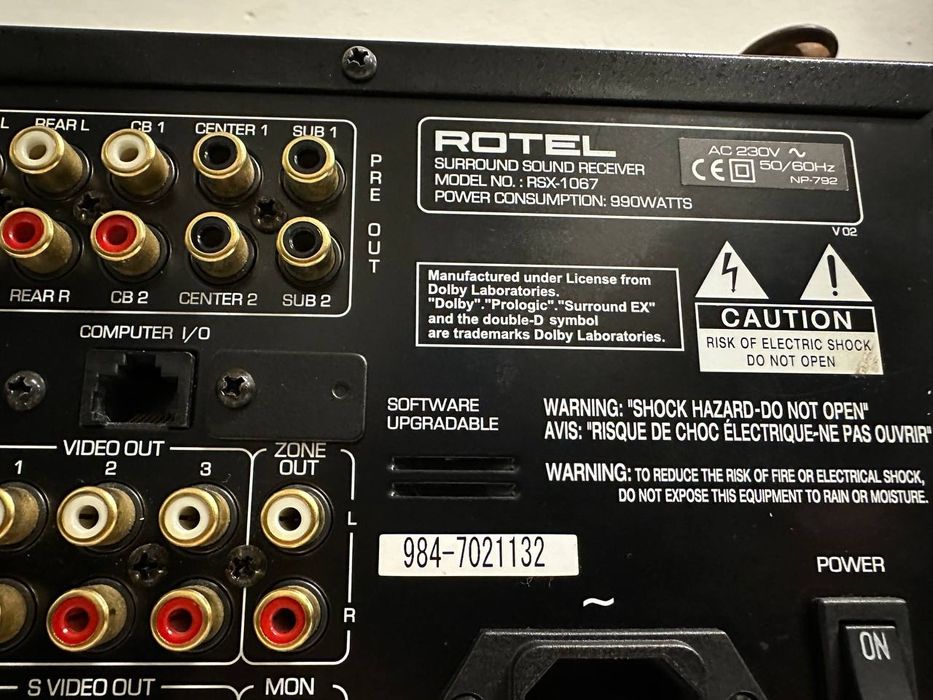 L REAR L CB 1 CENTER 1 SUB 1
PRE OUT
REAR R CB 2 CENTER 2 SUB 2
ROTEL
SURROUND SOUND RECEIVER
MODEL NO. : RSX-1067
POWER CONSUMPTION: 990WATTS
AC 230V ~
CE 50/60Hz
NP-792
V 02
Manufactured under License from
Dolby Laboratories.
"Dolby"."Prologic"."Surround EX"
and the double-D symbol
are trademarks Dolby Laboratories.
CAUTION
RISK OF ELECTRIC SHOCK
DO NOT OPEN
COMPUTER I/O
SOFTWARE
UPGRADABLE
WARNING: "SHOCK HAZARD-DO NOT OPEN"
AVIS: "RISQUE DE CHOC ÉLECTRIQUE-NE PAS OUVRIR"
WARNING: TO REDUCE THE RISK OF FIRE OR ELECTRICAL SHOCK,
DO NOT EXPOSE THIS EQUIPMENT TO RAIN OR MOISTURE.
VIDEO OUT
1 2 3
ZONE
OUT
L
R
984-7021132
~
POWER
ON
S VIDEO OUT
MON